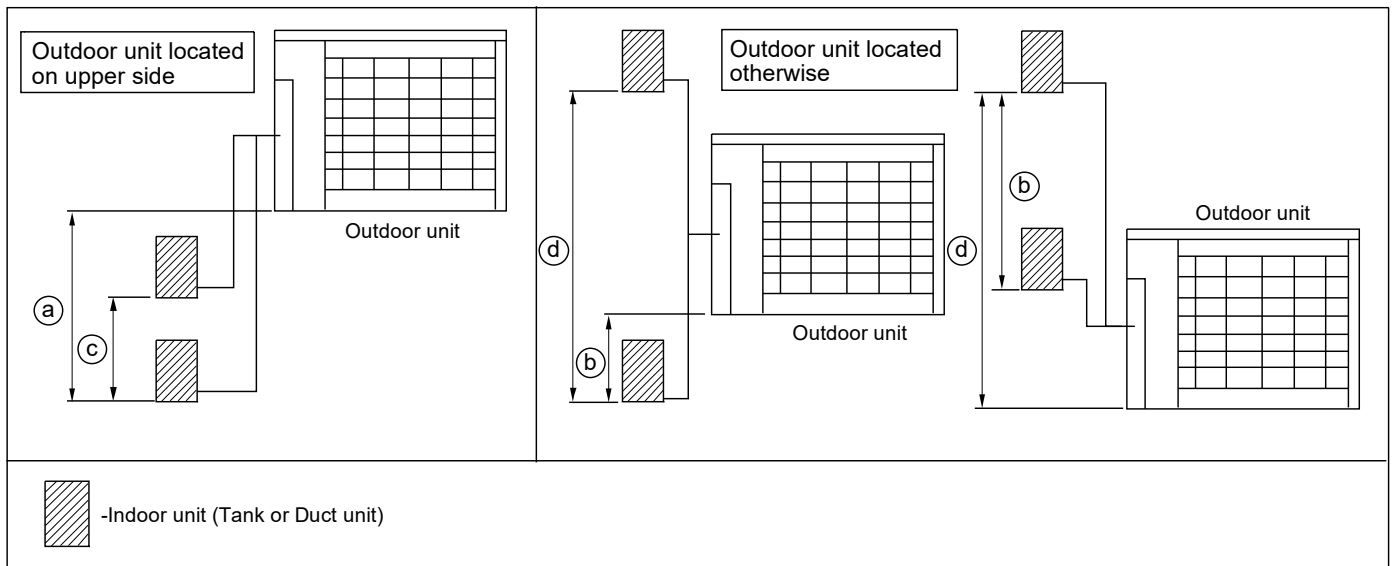 Outdoor unit located
on upper side
Outdoor unit
a
c
Outdoor unit located
otherwise
d
b
Outdoor unit
b
d
Outdoor unit
-Indoor unit (Tank or Duct unit)